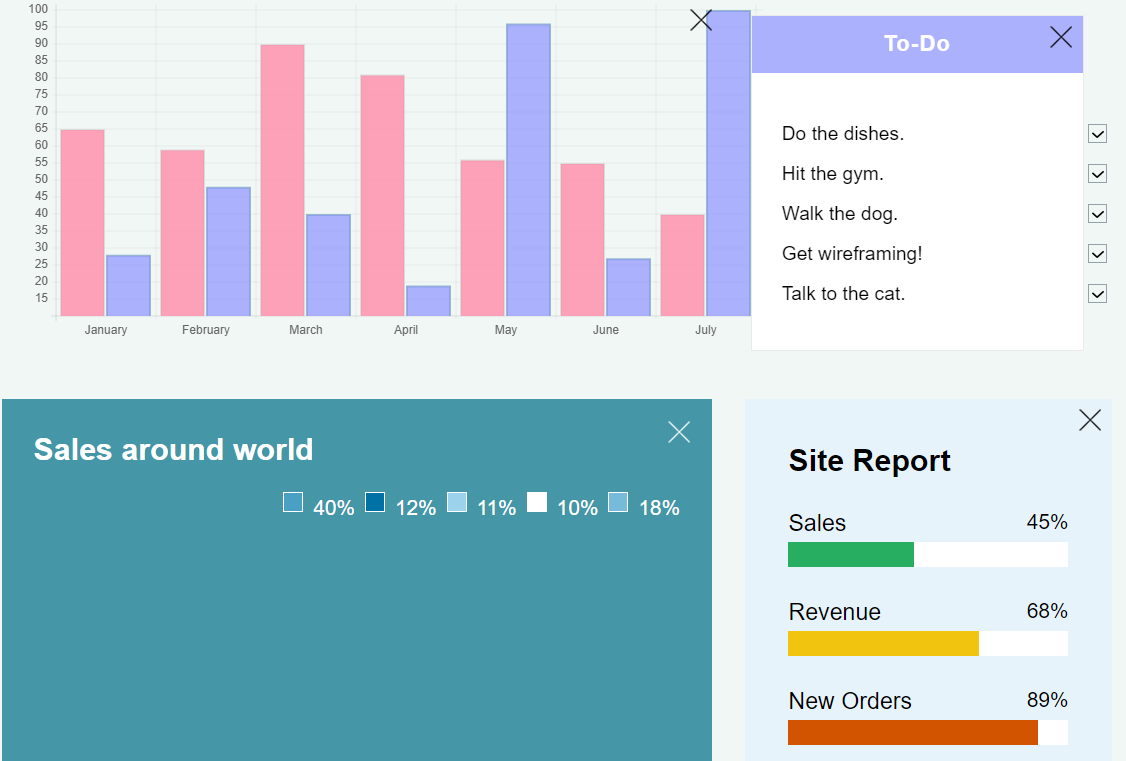 100
95
90
85
80
75
70
65
60
55
50
45
40
35
30
25
20
15
January February March April May June July
To-Do
Do the dishes.
Hit the gym.
Walk the dog.
Get wireframing!
Talk to the cat.
Sales around world
40% 12% 11% 10% 18%
Site Report
Sales 45%
Revenue 68%
New Orders 89%